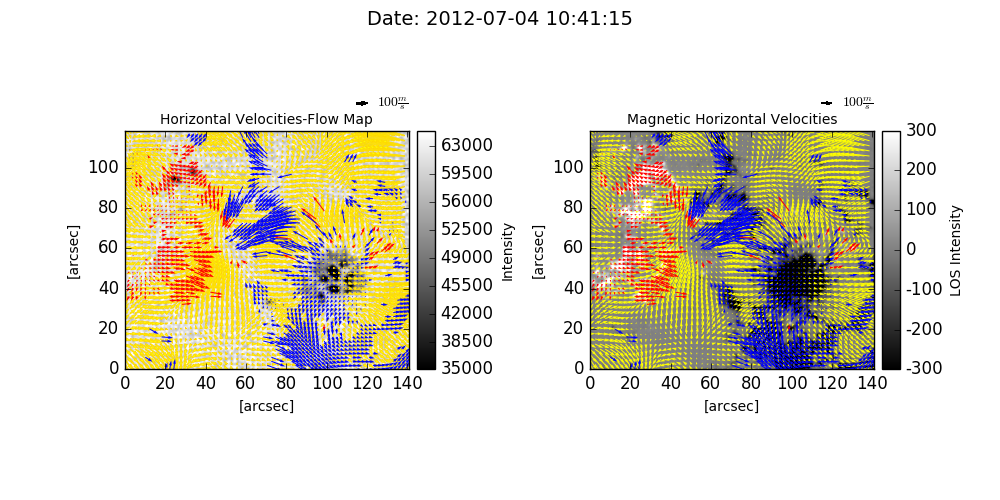 Date: 2012-07-04 10:41:15
100 m/s
Horizontal Velocities-Flow Map
[arcsec]
100
80
60
40
20
0
0 20 40 60 80 100 120 140
[arcsec]
63000
59500
56000
52500
49000
45500
42000
38500
35000
Intensity
100 m/s
Magnetic Horizontal Velocities
[arcsec]
100
80
60
40
20
0
0 20 40 60 80 100 120 140
[arcsec]
300
200
100
0
-100
-200
-300
LOS Intensity